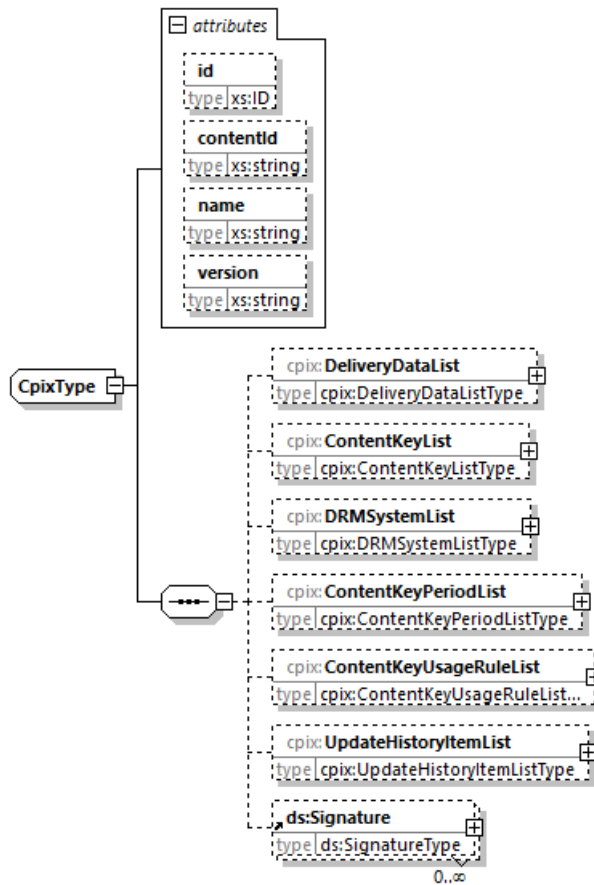 attributes
id
type xs:ID
contentId
type xs:string
name
type xs:string
version
type xs:string
CpixType
cpix:DeliveryDataList
type cpix:DeliveryDataListType
cpix:ContentKeyList
type cpix:ContentKeyListType
cpix:DRMSystemList
type cpix:DRMSystemListType
cpix:ContentKeyPeriodList
type cpix:ContentKeyPeriodListType
cpix:ContentKeyUsageRuleList
type cpix:ContentKeyUsageRuleList...
cpix:UpdateHistoryItemList
type cpix:UpdateHistoryItemListType
ds:Signature
type ds:SignatureType
0..∞